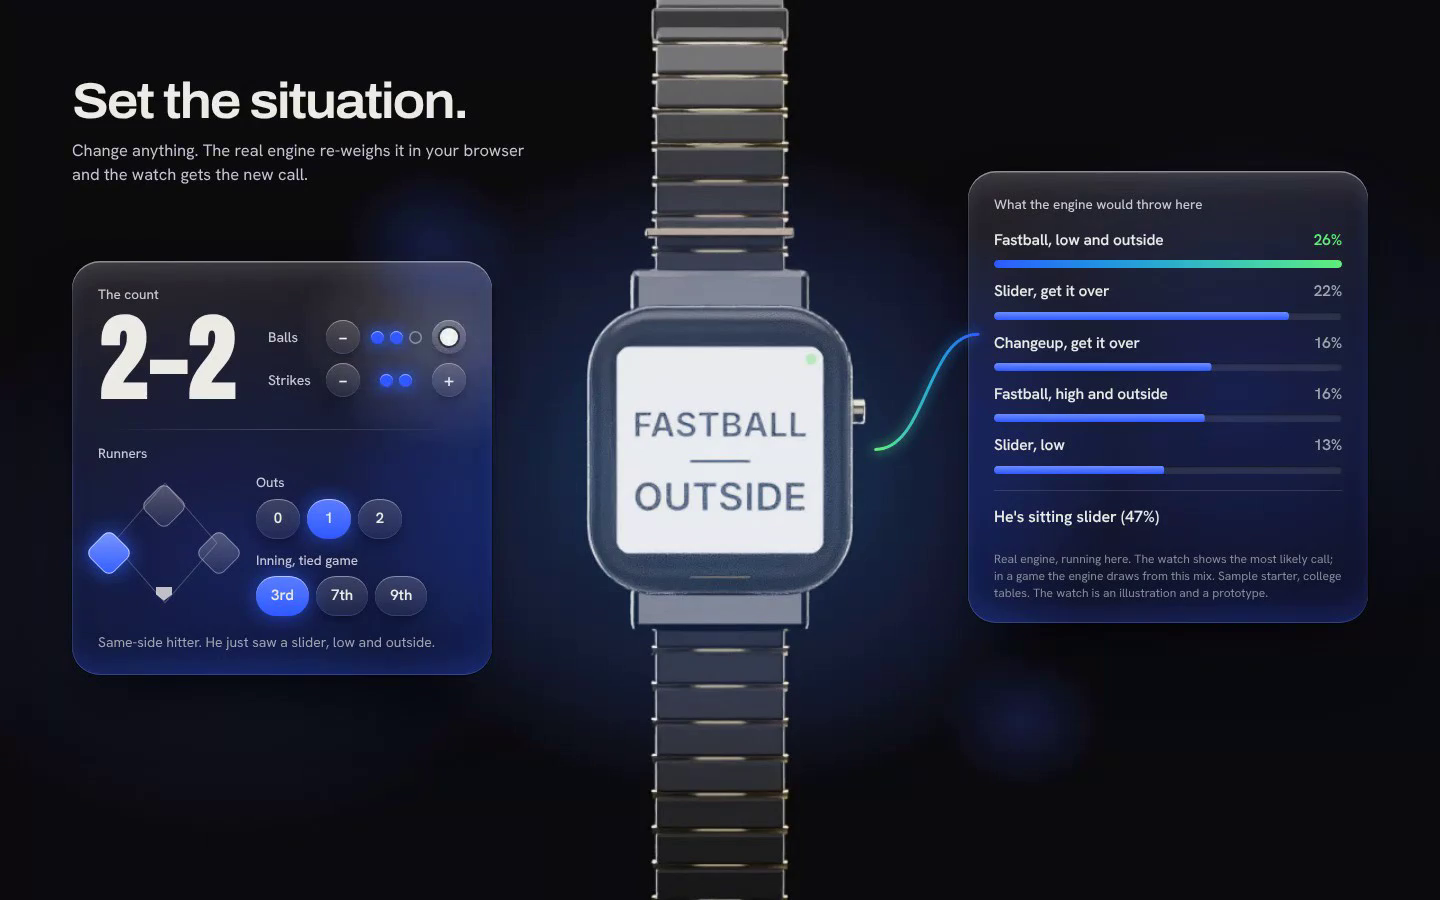 Set the situation.
Change anything. The real engine re-weighs it in your browser
and the watch gets the new call.
The count
2–2
Balls
–
Strikes
–
+
Runners
Outs
0
1
2
Inning, tied game
3rd
7th
9th
Same-side hitter. He just saw a slider, low and outside.
FASTBALL
OUTSIDE
What the engine would throw here
Fastball, low and outside 26%
Slider, get it over 22%
Changeup, get it over 16%
Fastball, high and outside 16%
Slider, low 13%
He's sitting slider (47%)
Real engine, running here. The watch shows the most likely call;
in a game the engine draws from this mix. Sample starter, college
tables. The watch is an illustration and a prototype.